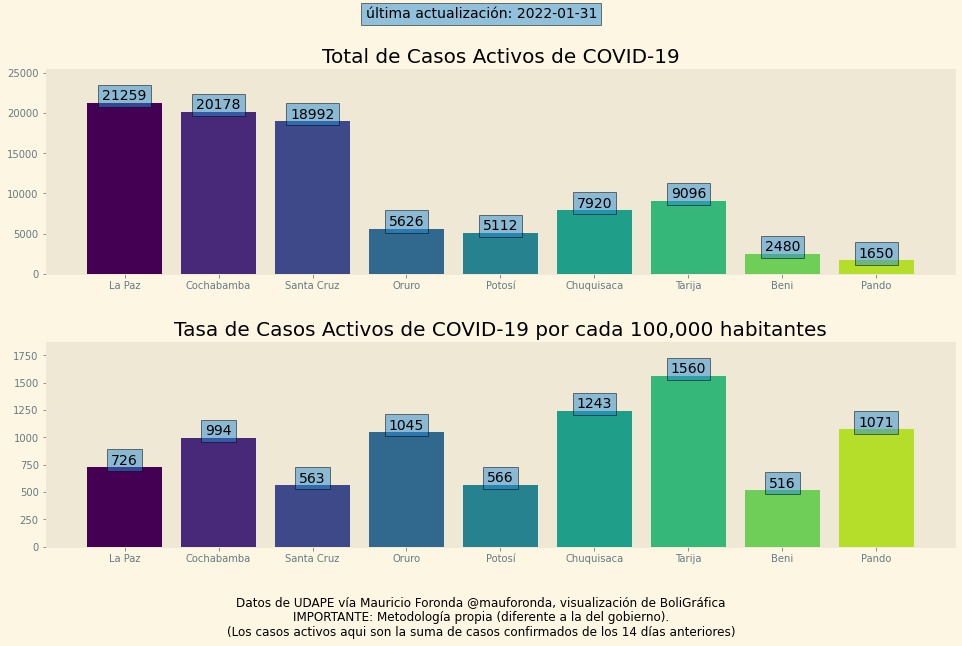 última actualización: 2022-01-31
Total de Casos Activos de COVID-19
25000
20000
15000
10000
5000
0
21259
20178
18992
5626
5112
7920
9096
2480
1650
La Paz
Cochabamba
Santa Cruz
Oruro
Potosí
Chuquisaca
Tarija
Beni
Pando
Tasa de Casos Activos de COVID-19 por cada 100,000 habitantes
1750
1500
1250
1000
750
500
250
0
726
994
563
1045
566
1243
1560
516
1071
La Paz
Cochabamba
Santa Cruz
Oruro
Potosí
Chuquisaca
Tarija
Beni
Pando
Datos de UDAPE vía Mauricio Foronda @mauforonda, visualización de BoliGráfica
IMPORTANTE: Metodología propia (diferente a la del gobierno).
(Los casos activos aqui son la suma de casos confirmados de los 14 días anteriores)